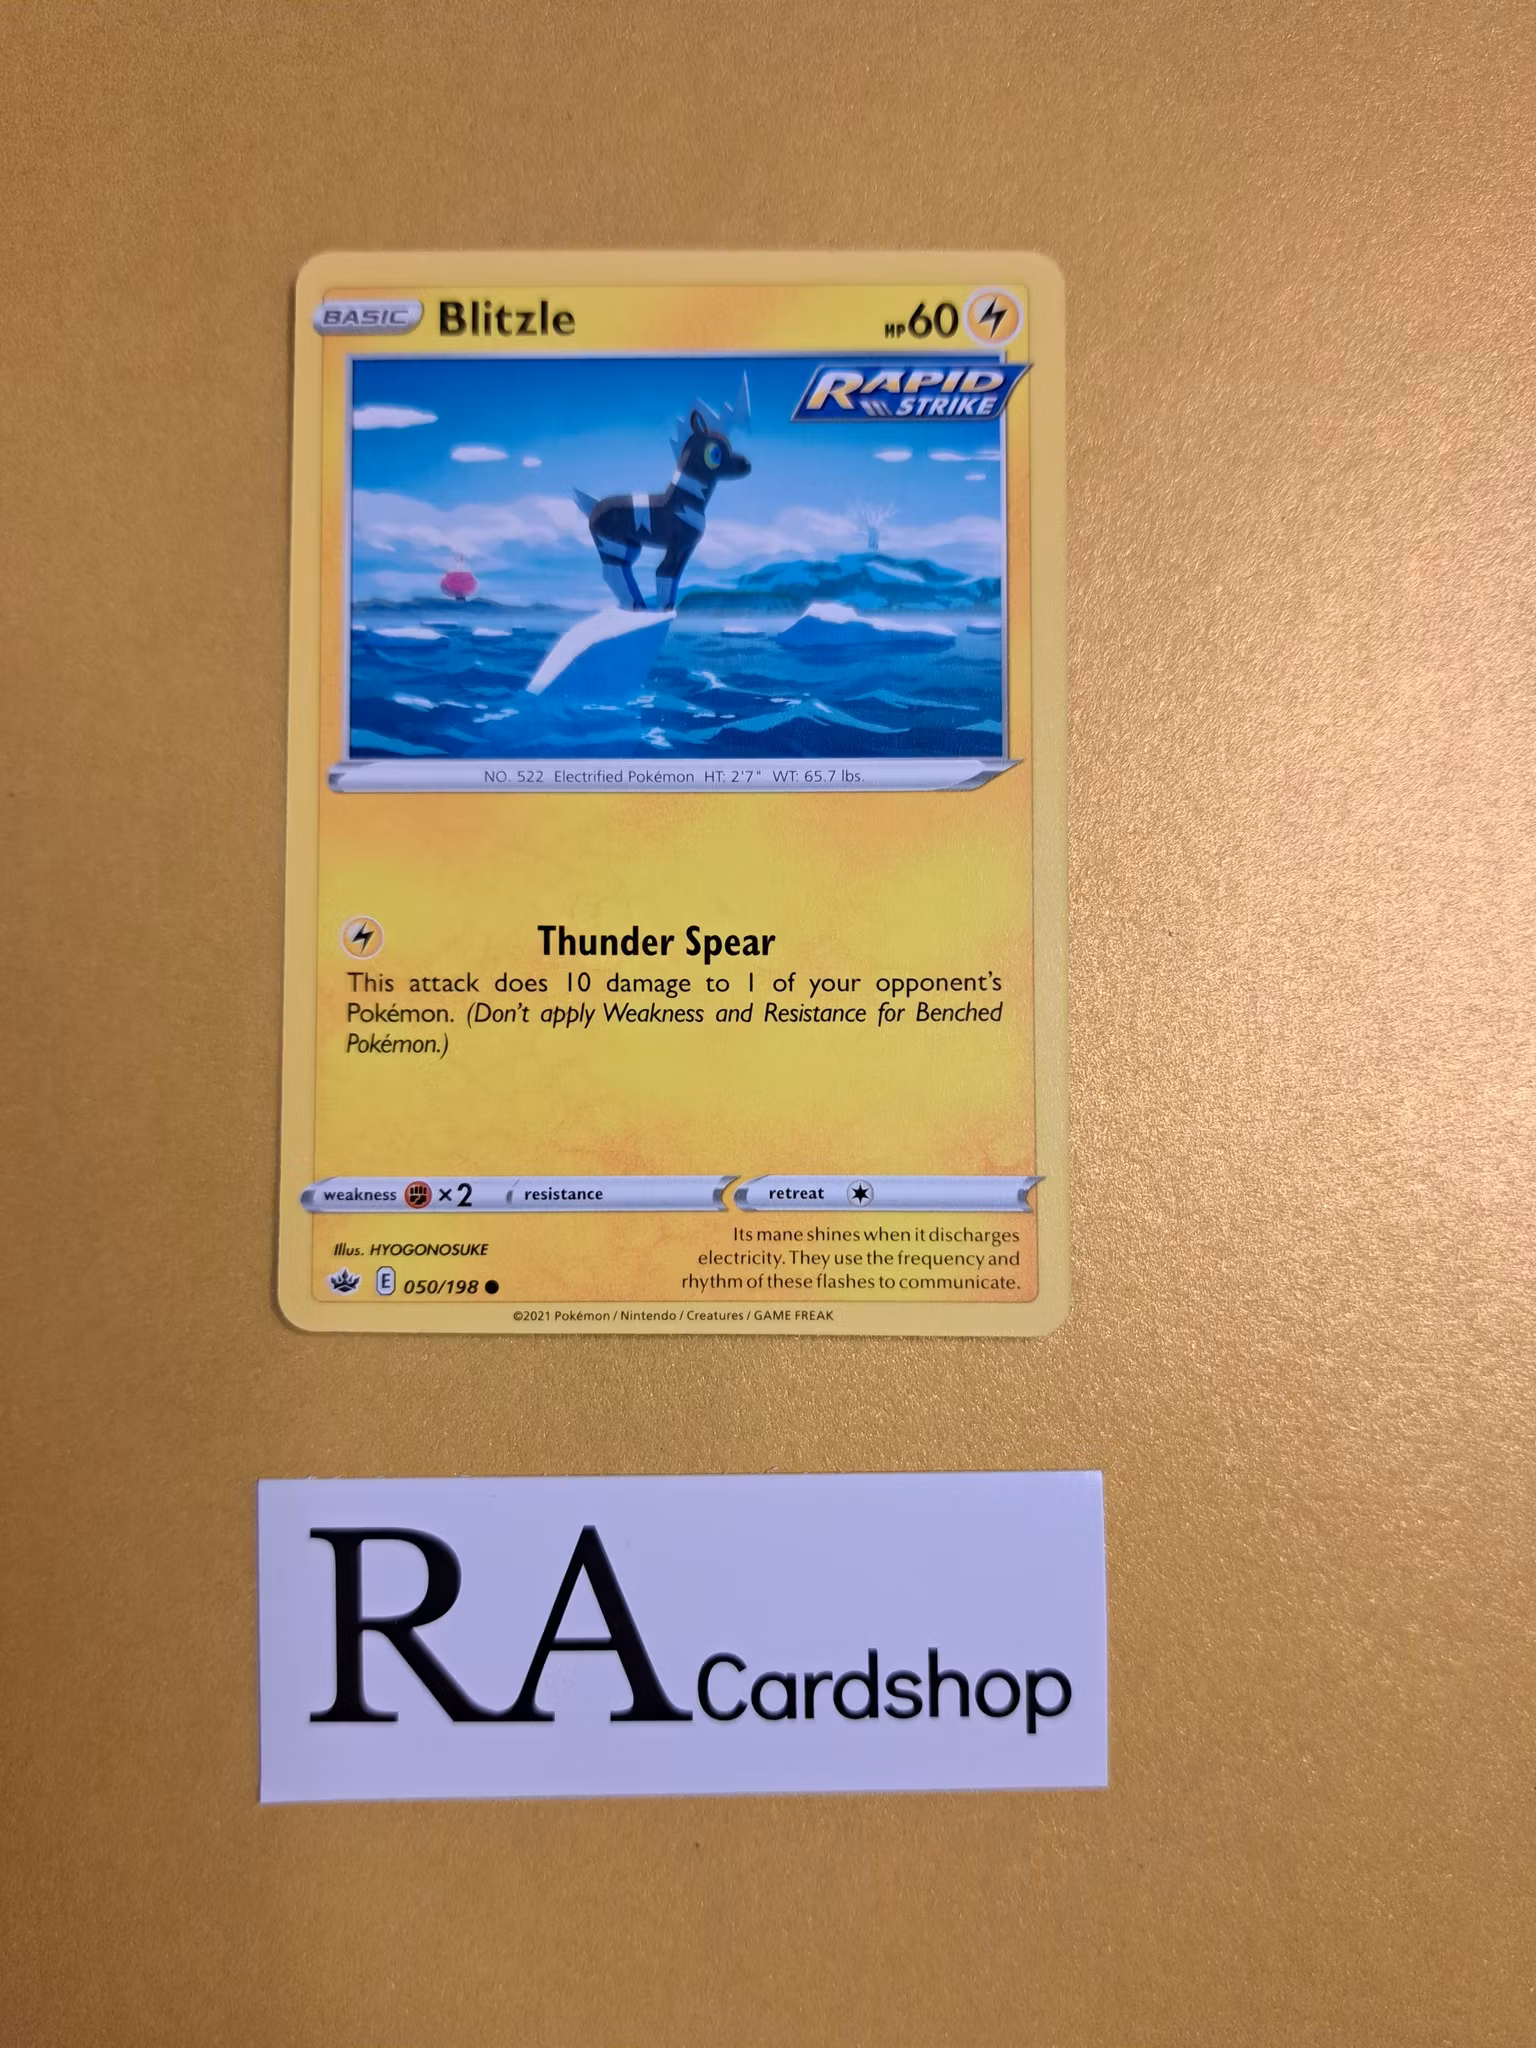 BASIC Blitzle HP 60
RAPID
STRIKE
NO. 522 Electrified Pokémon HT: 2'7" WT: 65.7 lbs.
Thunder Spear
This attack does 10 damage to 1 of your opponent's
Pokémon. (Don't apply Weakness and Resistance for Benched
Pokémon.)
weakness ×2 resistance retreat
Its mane shines when it discharges
electricity. They use the frequency and
rhythm of these flashes to communicate.
Illus. HYOGONOSUKE
E 050/198
©2021 Pokémon / Nintendo / Creatures / GAME FREAK
RA Cardshop